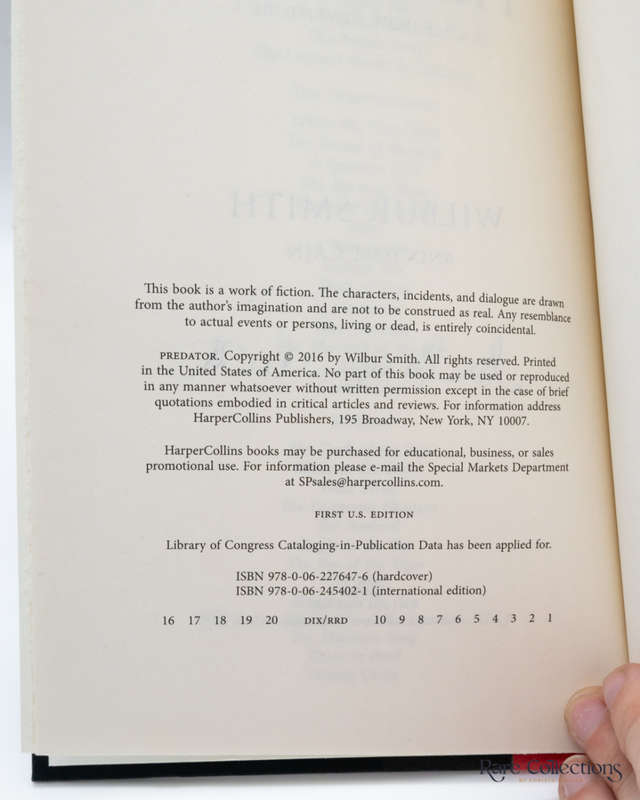 This book is a work of fiction. The characters, incidents, and dialogue are drawn
from the author's imagination and are not to be construed as real. Any resemblance
to actual events or persons, living or dead, is entirely coincidental.
PREDATOR. Copyright © 2016 by Wilbur Smith. All rights reserved. Printed
in the United States of America. No part of this book may be used or reproduced
in any manner whatsoever without written permission except in the case of brief
quotations embodied in critical articles and reviews. For information address
HarperCollins Publishers, 195 Broadway, New York, NY 10007.
HarperCollins books may be purchased for educational, business, or sales
promotional use. For information please e-mail the Special Markets Department
at SPsales@harpercollins.com.
FIRST U.S. EDITION
Library of Congress Cataloging-in-Publication Data has been applied for.
ISBN 978-0-06-227647-6 (hardcover)
ISBN 978-0-06-245402-1 (international edition)
16 17 18 19 20 DIX/RRD 10 9 8 7 6 5 4 3 2 1
Rare Collections